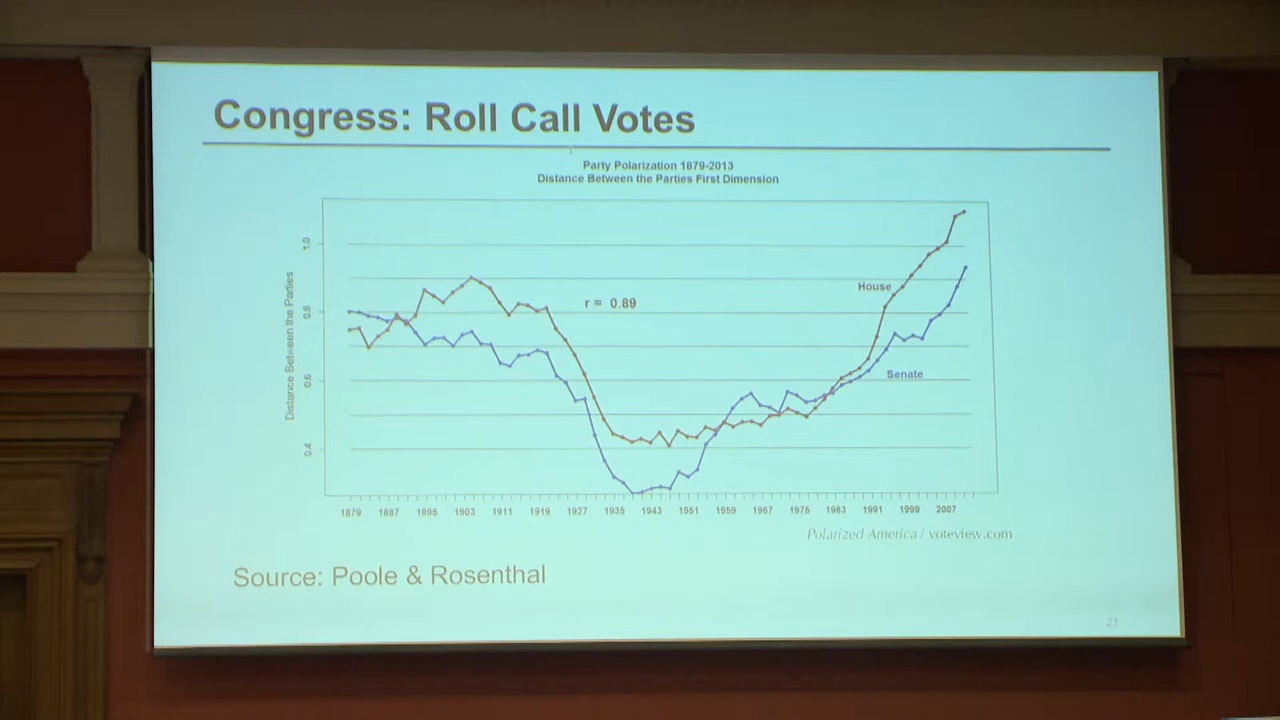 Congress: Roll Call Votes
Party Polarization 1879-2013
Distance Between the Parties First Dimension
Distance Between the Parties
1.0
0.8
0.6
0.4
r = 0.89
House
Senate
1879 1887 1895 1903 1911 1919 1927 1935 1943 1951 1959 1967 1975 1983 1991 1999 2007
Polarized America / voteview.com
Source: Poole & Rosenthal
21